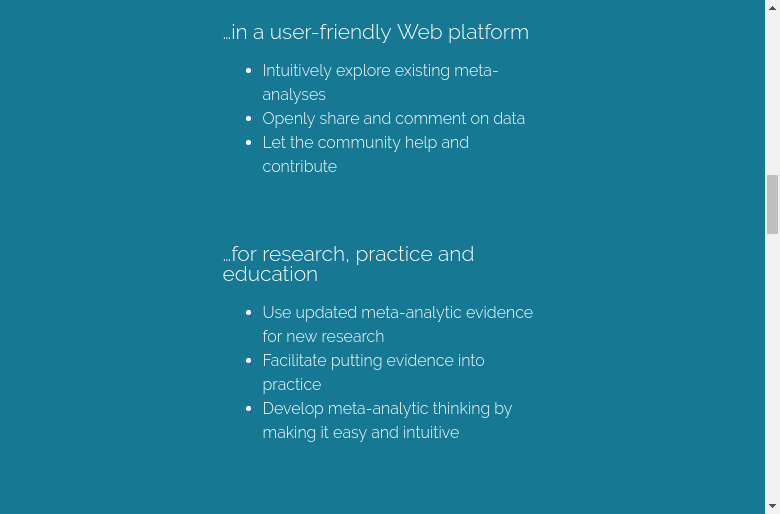 …in a user-friendly Web platform
Intuitively explore existing meta-
analyses
Openly share and comment on data
Let the community help and
contribute
…for research, practice and
education
Use updated meta-analytic evidence
for new research
Facilitate putting evidence into
practice
Develop meta-analytic thinking by
making it easy and intuitive